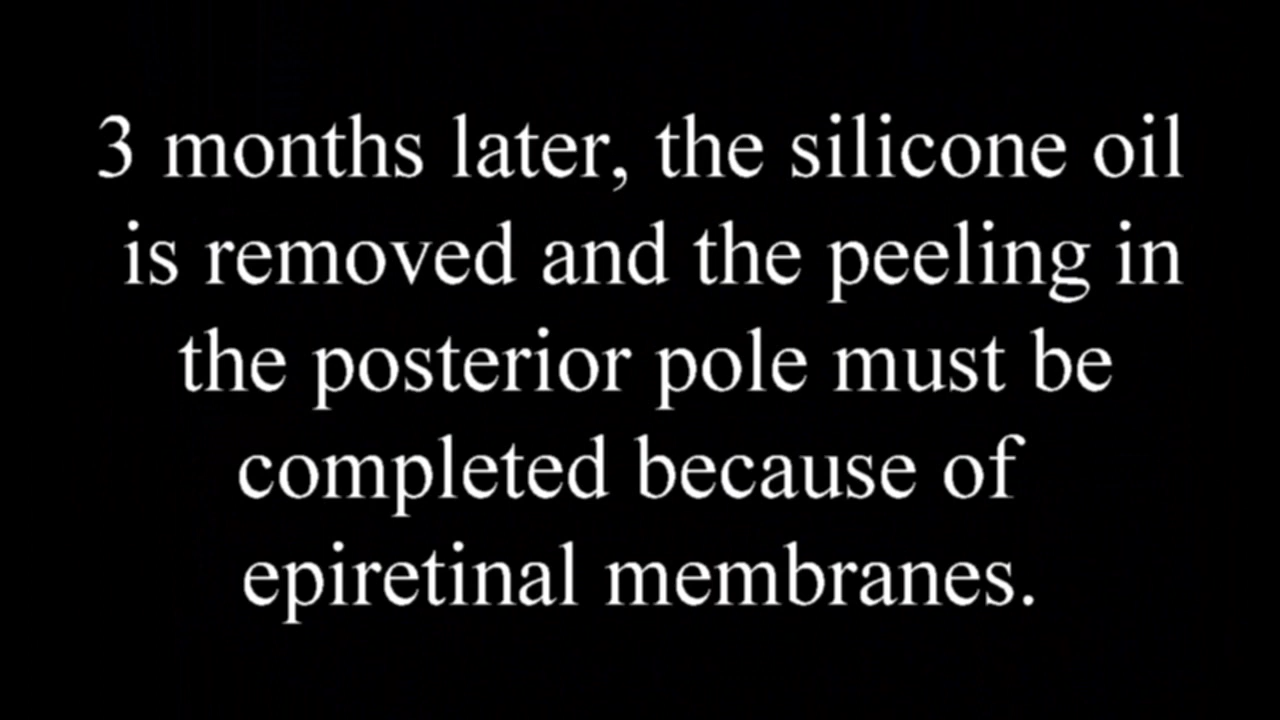 3 months later, the silicone oil
is removed and the peeling in
the posterior pole must be
completed because of
epiretinal membranes.